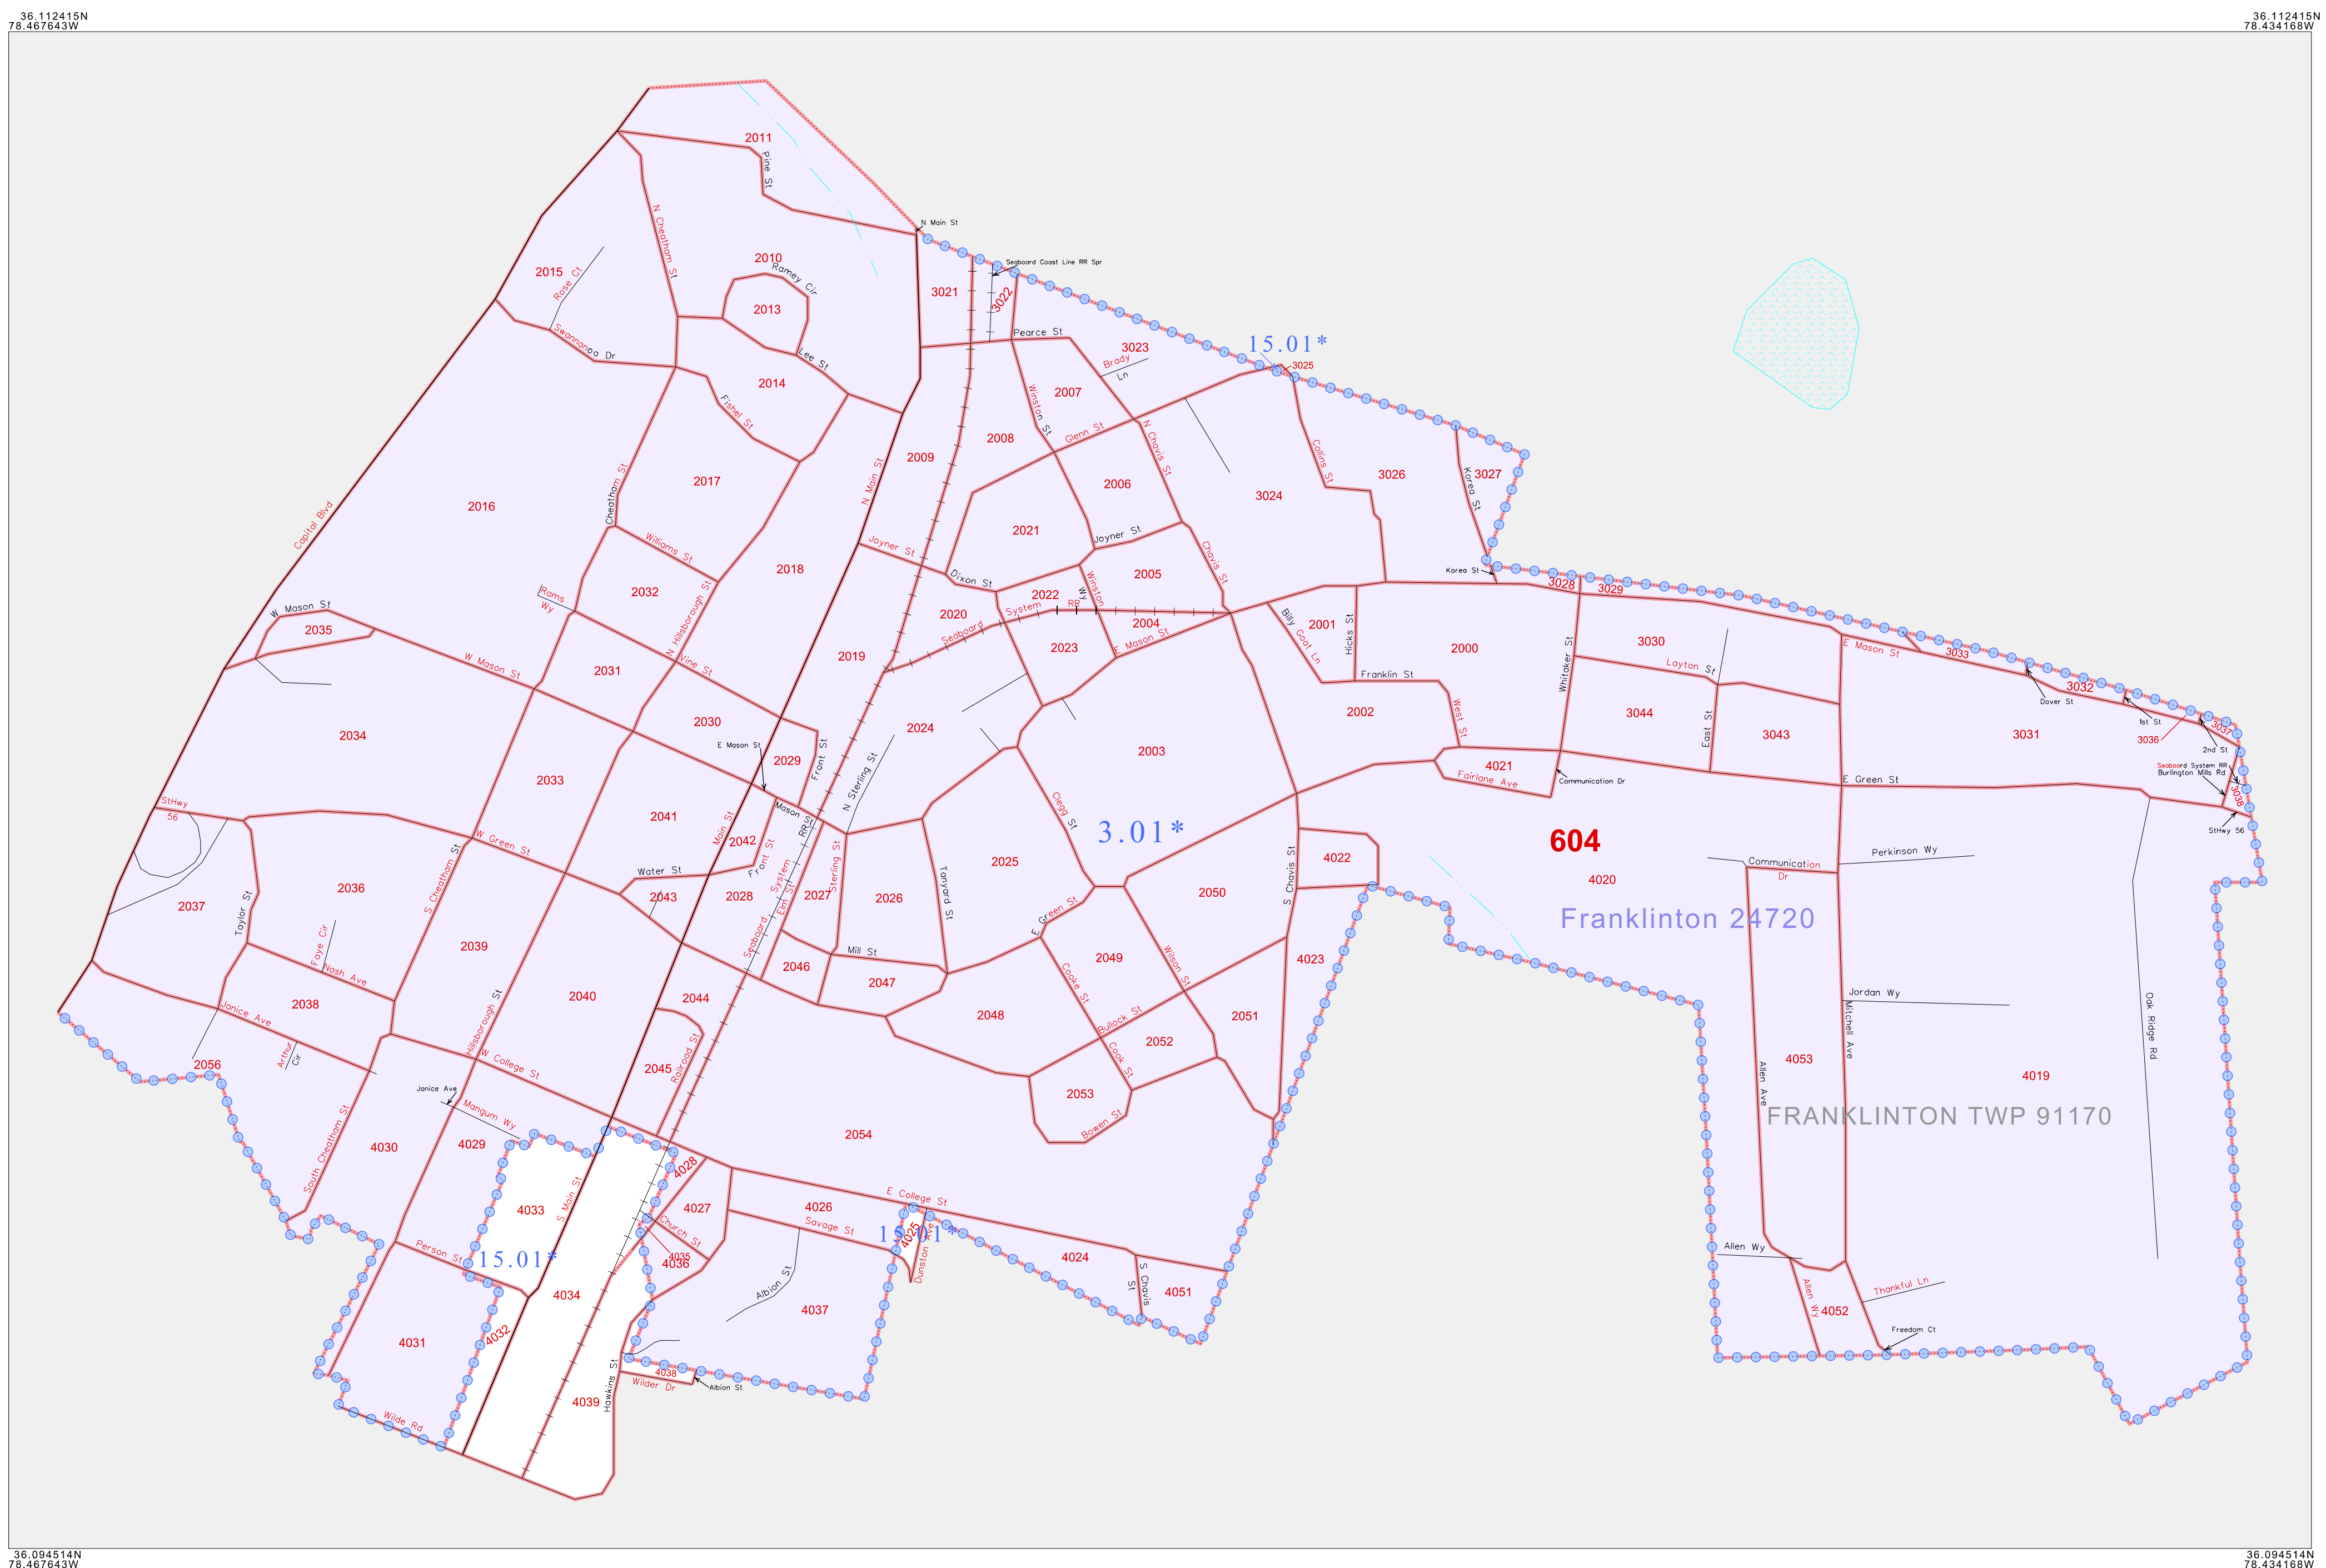 36.112415N
78.467643W
36.112415N
78.434168W
2011
Pine St
N Main St
N Cheatham St
2010
Ramey Cir
2015
Rose Ct
2013
Seaboard Coast Line RR Spr
3021
3022
Pearce St
Swannanoa Dr
Lee St
15.01*
3023
Brady
Ln
3025
2014
2007
Fishel St
Winston St
Glenn St
N Chavis St
2008
2009
N Main St
Collins St
3026
3027
Korea St
2017
2006
3024
Cheatham St
2016
Capital Blvd
2021
Joyner St
Williams St
Joyner St
Chavis St
2018
Dixon St
2005
Korea St
3028
3029
2032
Rams
Wy
2022
Winston
Wy
System
RR
2004
W Mason St
2035
N Hillsborough St
2020
Seaboard
E Mason St
Billy
Goat Ln
2001
Hicks St
2000
Whitaker St
3030
E Mason St
3033
2023
2019
W Mason St
2031
Vine St
Franklin St
Layton St
3032
Dover St
1st St
2030
2024
2002
West St
3044
East St
3043
3031
3036
3037
2nd St
2034
E Mason St
2003
2029
Front St
4021
Fairlane Ave
Communication Dr
E Green St
Seaboard System RR
Burlington Mills Rd
3038
StHwy 56
2033
N Sterling St
StHwy
56
Mason St
RR
Clegg St
3.01*
604
2041
Main St
2042
W Green St
Front St
4022
Communication
Dr
Perkinson Wy
Water St
2025
S Chavis St
4020
2036
S Cheatham St
2043
2028
System
Elm St
2027
Sterling St
2026
Tanyard St
2050
Franklinton 24720
2037
Taylor St
E Green St
Faye Cir
2039
Seaboard
Mill St
2049
Wilson St
4023
Nash Ave
2046
2047
Cooke St
2038
2040
2044
Jordan Wy
Janice Ave
Hillsborough St
2048
Bullock St
2051
Mitchell Ave
Oak Ridge Rd
Arthur
Cir
2052
4053
4019
2056
W College St
2045
Railroad St
Cook St
Allen Ave
Janice Ave
2053
Mangum Wy
Bowen St
FRANKLINTON TWP 91170
2054
4030
4029
South Cheatham St
4028
E College St
4033
S Main St
4027
4026
Savage St
15.01*
4025
Dunston Ave
Church St
Allen Wy
Person St
15.01*
4035
4036
4024
S Chavis
St
4051
4034
Albion St
4037
Allen Wy
4052
Thankful Ln
4032
Freedom Ct
4031
4038
Wilder Dr
Albion St
Hawkins St
4039
Wilde Rd
36.094514N
78.467643W
36.094514N
78.434168W